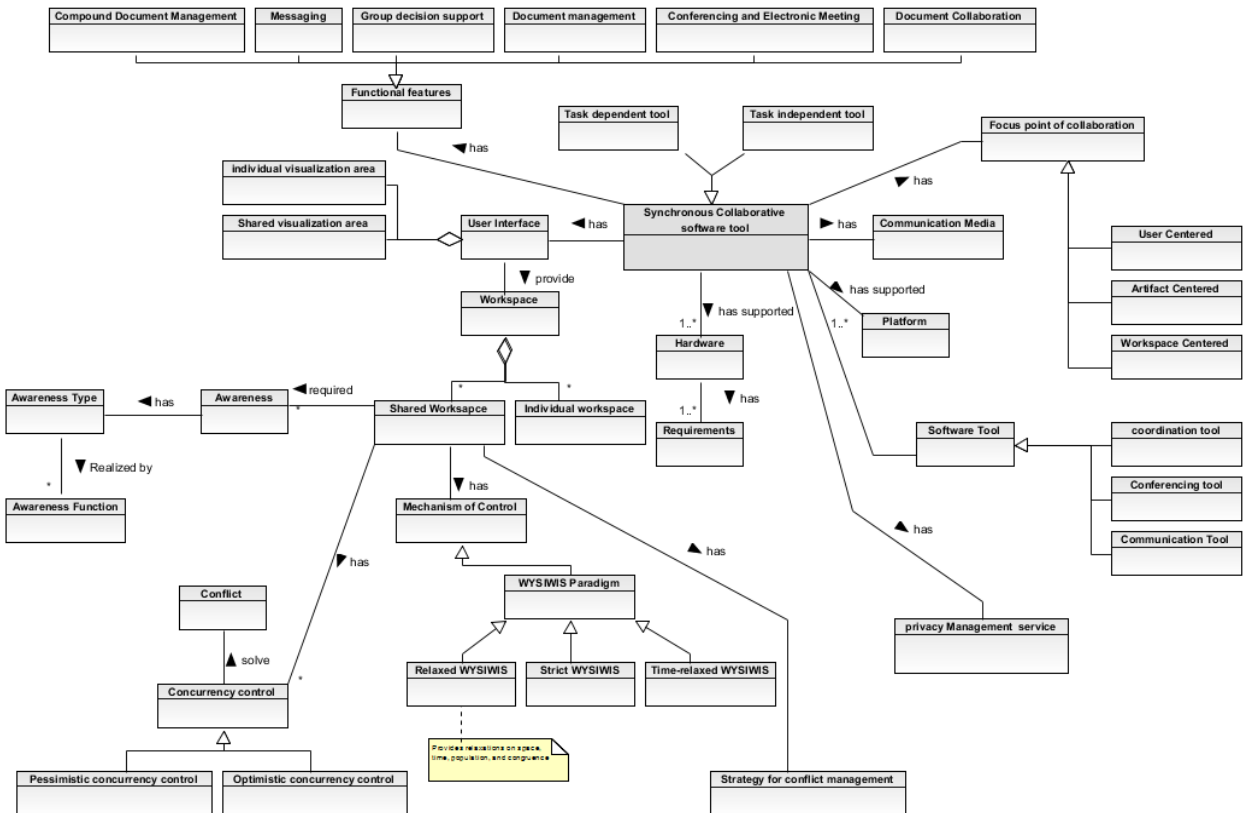 Compound Document Management
Messaging
Group decision support
Document management
Conferencing and Electronic Meeting
Document Collaboration
Functional features
Task dependent tool
Task independent tool
Focus point of collaboration
has
individual visualization area
has
Shared visualization area
User Interface
has
Synchronous Collaborative
software tool
has
Communication Media
User Centered
provide
has supported
Artifact Centered
Workspace
has supported
1..*
1..*
Platform
Hardware
Workspace Centered
required
*
*
has
Awareness Type
has
Awareness
*
Shared Worksapce
Individual workspace
1..*
Requirements
Software Tool
coordination tool
Realized by
*
has
Conferencing tool
Awareness Function
Mechanism of Control
has
Communication Tool
has
has
WYSIWIS Paradigm
Conflict
privacy Management service
solve
Relaxed WYSIWIS
Strict WYSIWIS
Time-relaxed WYSIWIS
*
Concurrency control
Provides relaxations on space,
time, population, and congruence
Pessimistic concurrency control
Optimistic concurrency control
Strategy for conflict management